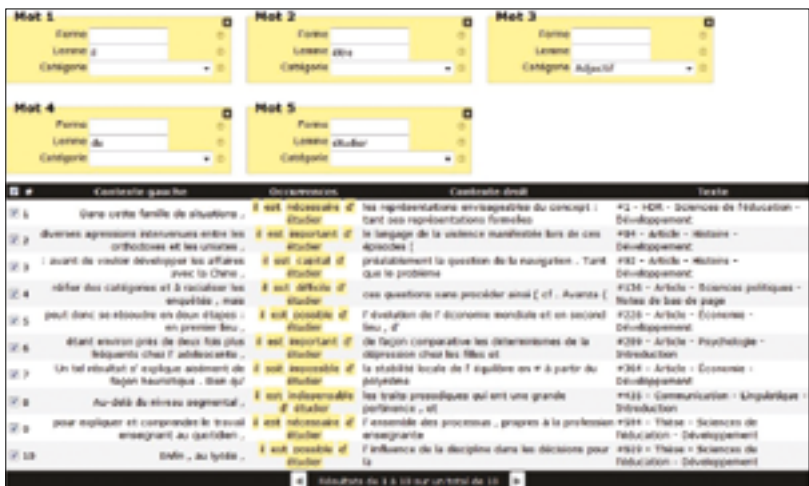 Mot 1
Forme
Lemme il
Catégorie
Mot 2
Forme
Lemme être
Catégorie
Mot 3
Forme
Lemme
Catégorie Adjectif
Mot 4
Forme
Lemme de
Catégorie
Mot 5
Forme
Lemme étudier
Catégorie
# Contexte gauche Occurrences Contexte droit Texte
1 Dans cette famille de situations , il est nécessaire d' les représentations envisageables du concept : #1 - HDR - Sciences de l'éducation -
étudier tant ses représentations formelles Développement
2 diverses agressions intervenues entre les il est important d' le langage de la violence manifestée lors de ces #84 - Article - Histoire -
orthodoxes et les uniates , étudier épisodes ( Développement
3 : avant de vouloir développer les affaires il est capital d' préalablement la question de la navigation . Tant - Article - Histoire -
avec la Chine , étudier que le problème Développement
4 réifier des catégories et à racialiser les il est difficile d' ces questions sans procéder ainsi ( cf . Avanza ( - Article - Sciences politiques -
enquêtés , mais étudier Notes de bas de page
5 peut donc se résoudre en deux étapes : il est possible d' l' évolution de l' économie mondiale et en second - Article - Économie -
en premier lieu , étudier lieu , d' Développement
6 étant environ près de deux fois plus il est important d' de façon comparative les déterminismes de la - Article - Psychologie -
fréquents chez l' adolescente , étudier dépression chez les filles et Introduction
7 Un tel résultat s' explique aisément de il est impossible d' la stabilité locale de l' équilibre en à partir du - Article - Économie -
façon heuristique . Bien qu' étudier polynôme Développement
8 Au-delà du niveau segmental , il est indispensable les traits prosodiques qui ont une grande - Communication - Linguistique -
d' étudier pertinence , et Introduction
9 pour expliquer et comprendre le travail il est nécessaire d' l' ensemble des processus , propres à la profession - Thèse - Sciences de
enseignant au quotidien , étudier enseignante l'éducation - Développement
10 Enfin , au lycée , il est possible d' l' influence de la discipline dans les décisions pour - Thèse - Sciences de
étudier la l'éducation - Développement
Résultats de 1 à 10 sur un total de 10